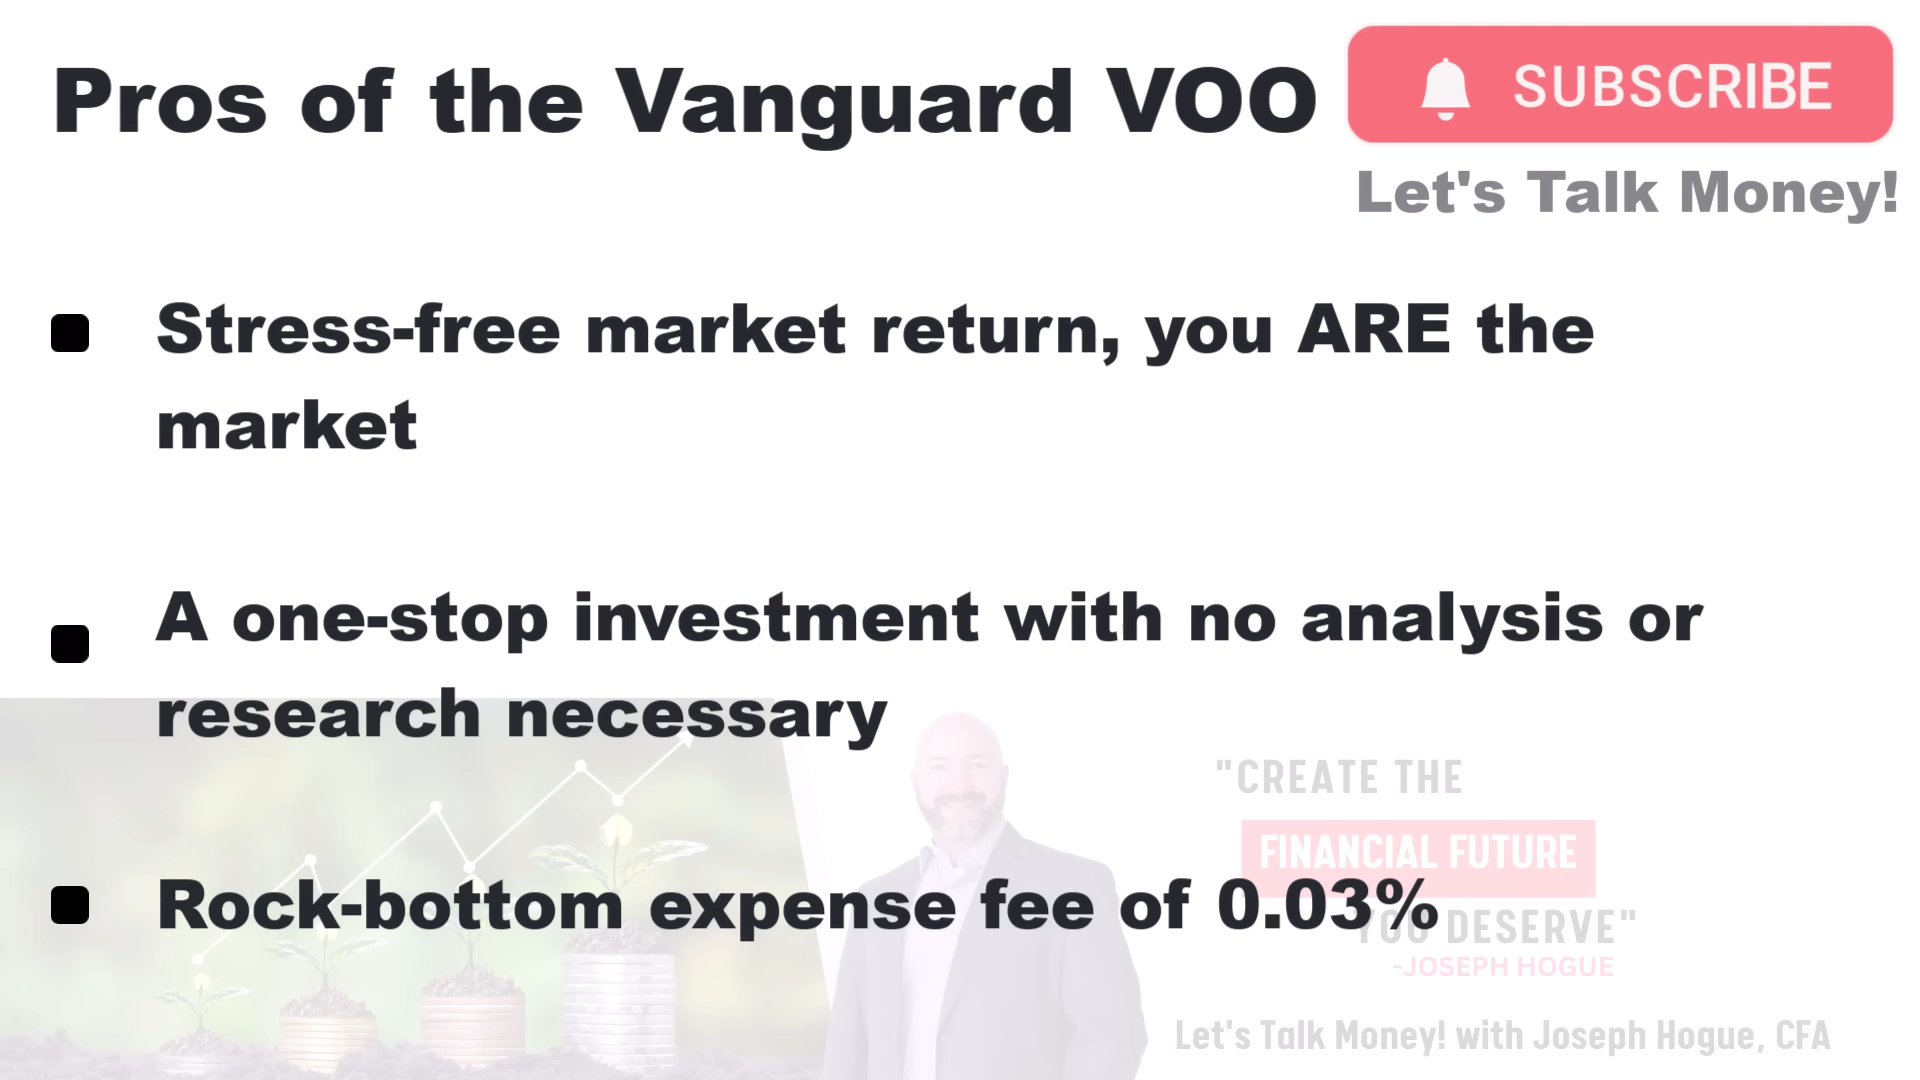 Pros of the Vanguard VOO
SUBSCRIBE
Let's Talk Money!
Stress-free market return, you ARE the
market
A one-stop investment with no analysis or
research necessary
Rock-bottom expense fee of 0.03%
"CREATE THE
FINANCIAL FUTURE
YOU DESERVE"
-JOSEPH HOGUE
Let's Talk Money! with Joseph Hogue, CFA